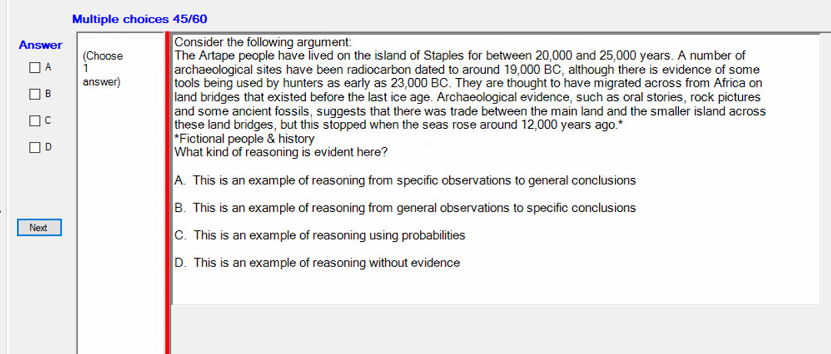 Multiple choices 45/60
Answer
A
B
C
D
Next
(Choose
1
answer)
Consider the following argument:
The Artape people have lived on the island of Staples for between 20,000 and 25,000 years. A number of
archaeological sites have been radiocarbon dated to around 19,000 BC, although there is evidence of some
tools being used by hunters as early as 23,000 BC. They are thought to have migrated across from Africa on
land bridges that existed before the last ice age. Archaeological evidence, such as oral stories, rock pictures
and some ancient fossils, suggests that there was trade between the main land and the smaller island across
these land bridges, but this stopped when the seas rose around 12,000 years ago.*
*Fictional people & history
What kind of reasoning is evident here?
A. This is an example of reasoning from specific observations to general conclusions
B. This is an example of reasoning from general observations to specific conclusions
C. This is an example of reasoning using probabilities
D. This is an example of reasoning without evidence